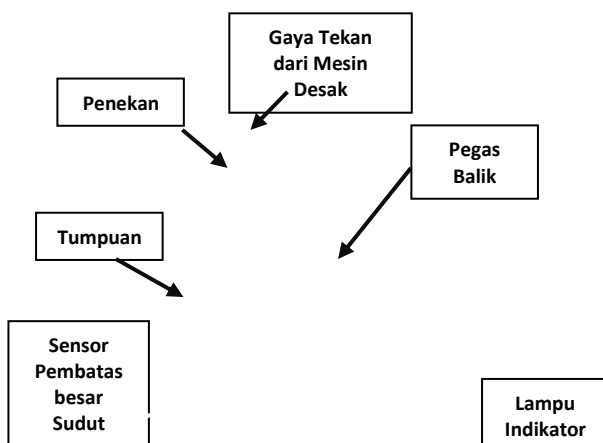 Gaya Tekan
dari Mesin
Desak
Penekan
Pegas
Balik
Tumpuan
Sensor
Pembatas
besar
Sudut
Lampu
Indikator